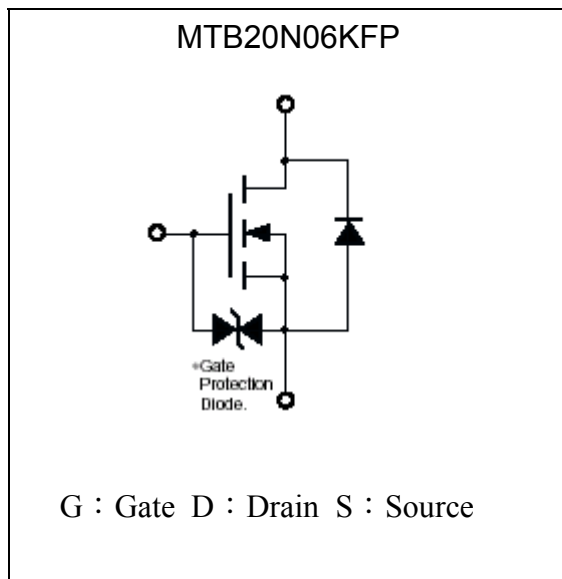 MTB20N06KFP
*Gate
Protection
Diode.
G：Gate D：Drain S：Source